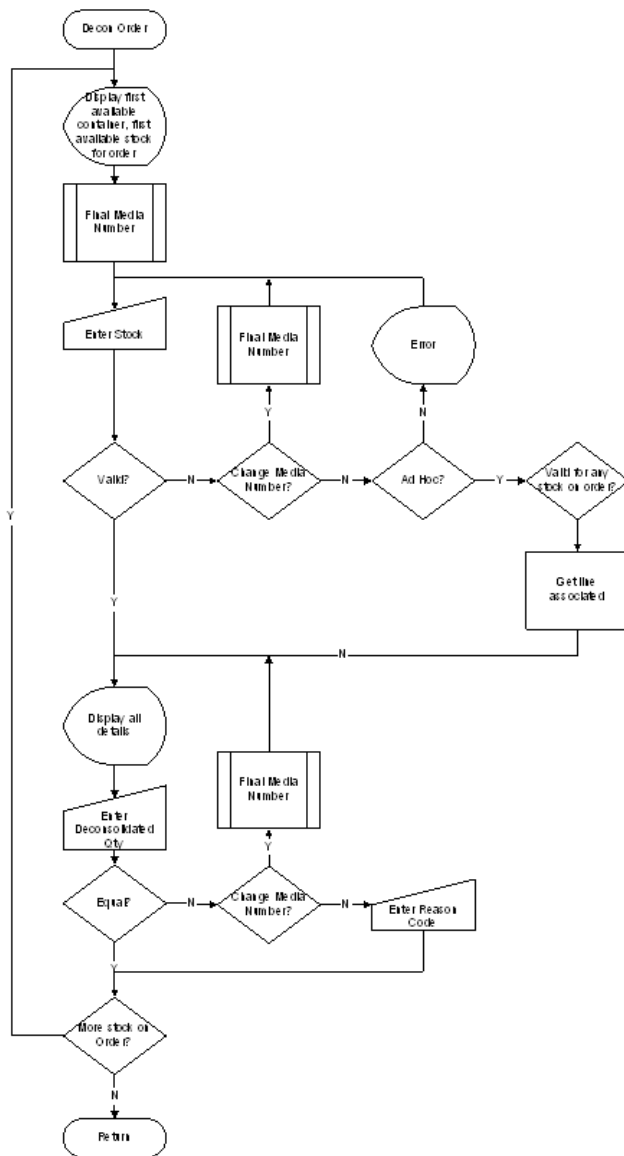 Decon Order
Display first
available
container, first
available stock
for order
Final Media
Number
Enter Stock
Final Media
Number
Error
Y
N
Valid?
N
Change Media
Number?
N
Ad Hoc?
Y
Valid for any
stock on order?
Y
Get line
associated
Y
N
Display all
details
Final Media
Number
Enter
Deconsolidated
Qty
Y
Equal?
N
Change Media
Number?
N
Enter Reason
Code
Y
More stock on
Order?
N
Return